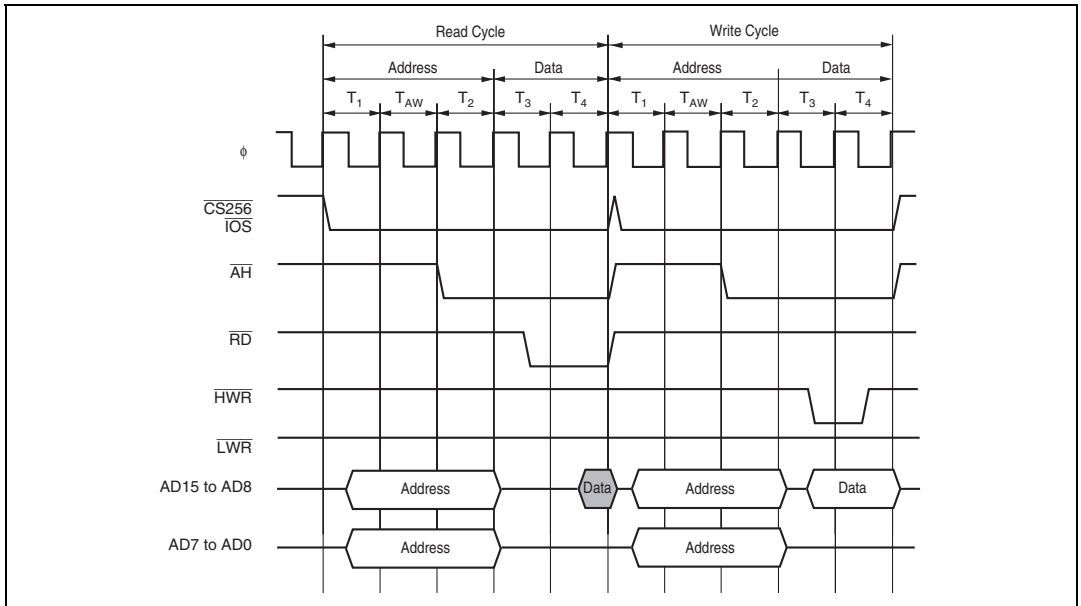 Read Cycle Write Cycle
Address Data Address Data
T1 TAW T2 T3 T4 T1 TAW T2 T3 T4
ϕ
CS256
IOS
AH
RD
HWR
LWR
AD15 to AD8 Address Data Address Data
AD7 to AD0 Address Address